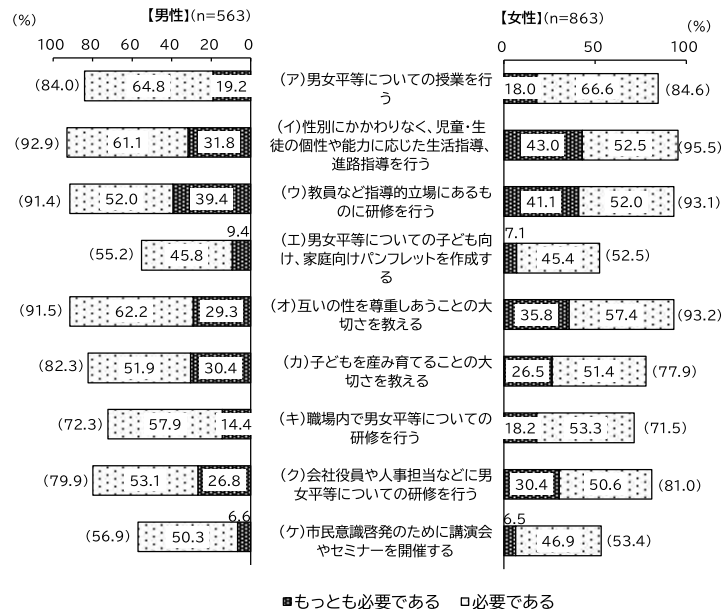 【男性】(n=563)
【女性】(n=863)
(%)
(%)
100 80 60 40 20 0
0 50 100
(84.0) 64.8 19.2 (ア)男女平等についての授業を行 18.0 66.6 (84.6)
う
(92.9) 61.1 31.8 (イ)性別にかかわりなく、児童・生 43.0 52.5 (95.5)
徒の個性や能力に応じた生活指導、
進路指導を行う
(91.4) 52.0 39.4 (ウ)教員など指導的立場にあるも 41.1 52.0 (93.1)
のに研修を行う
(55.2) 45.8 9.4 (エ)男女平等についての子ども向 7.1 45.4 (52.5)
け、家庭向けパンフレットを作成す
る
(91.5) 62.2 29.3 (オ)互いの性を尊重しあうことの大 35.8 57.4 (93.2)
切さを教える
(82.3) 51.9 30.4 (カ)子どもを産み育てることの大 26.5 51.4 (77.9)
切さを教える
(72.3) 57.9 14.4 (キ)職場内で男女平等についての 18.2 53.3 (71.5)
研修を行う
(79.9) 53.1 26.8 (ク)会社役員や人事担当などに男 30.4 50.6 (81.0)
女平等についての研修を行う
(56.9) 50.3 6.6 (ケ)市民意識啓発のために講演会 6.5 46.9 (53.4)
やセミナーを開催する
もっとも必要である 必要である